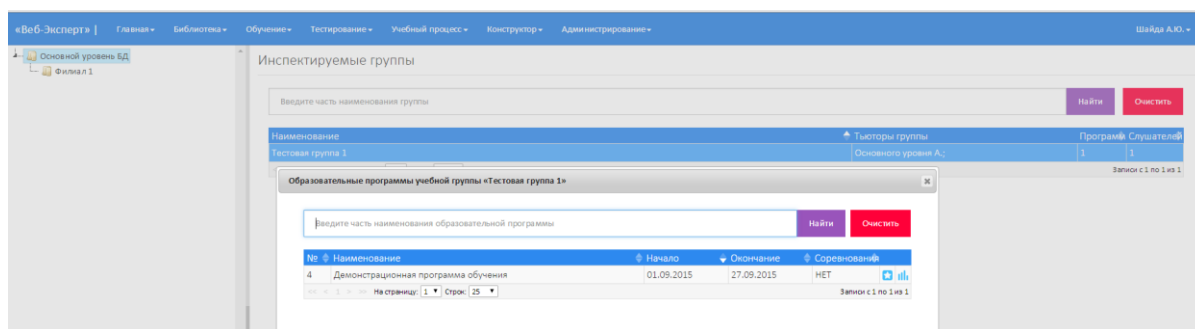 «Веб-Эксперт» | Главная Библиотека Обучение Тестирование Учебный процесс Конструктор Администрирование Шайда А.Ю.
Основной уровень БД
Филиал 1
Инспектируемые группы
Введите часть наименования группы Найти Очистить
Наименование Тьюторы группы Программ Слушателей
Тестовая группа 1 Основного уровня А.; 1 1
Записи с 1 по 1 из 1
Образовательные программы учебной группы «Тестовая группа 1»
Введите часть наименования образовательной программы Найти Очистить
№ Наименование Начало Окончание Соревнования
4 Демонстрационная программа обучения 01.09.2015 27.09.2015 НЕТ
<< < 1 > >> На страницу: 1 Строк: 25 Записи с 1 по 1 из 1